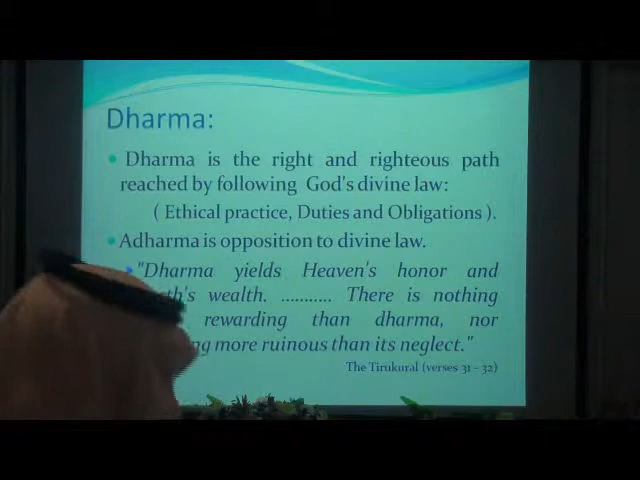 Dharma:
Dharma is the right and righteous path
reached by following God's divine law:
( Ethical practice, Duties and Obligations ).
Adharma is opposition to divine law.
"Dharma yields Heaven's honor and
wealth. ........... There is nothing
rewarding than dharma, nor
more ruinous than its neglect."
The Tirukural (verses 31 - 32)